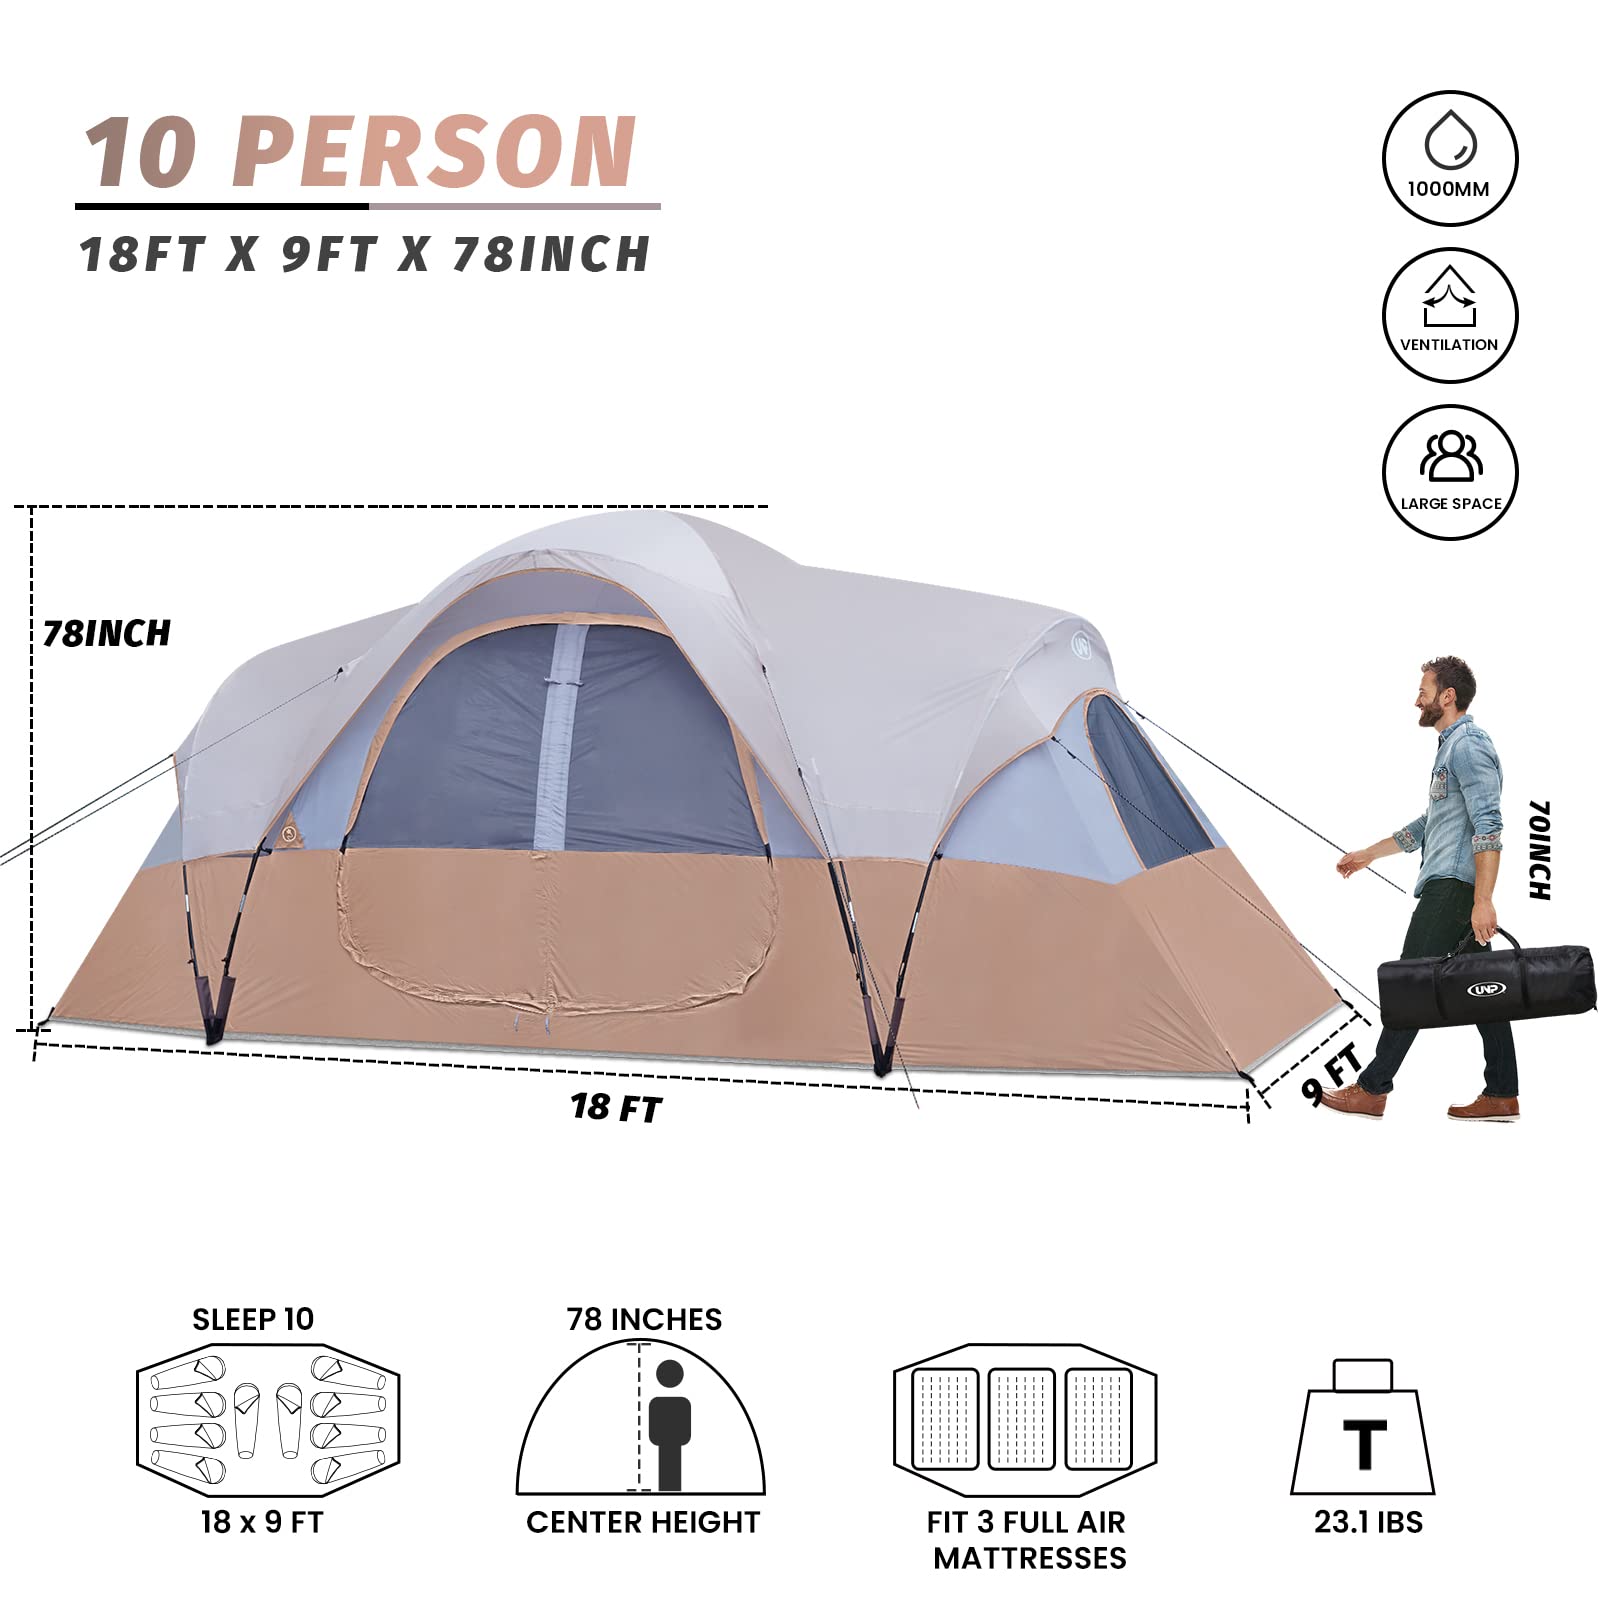 10 PERSON
18FT X 9FT X 78INCH
1000MM
VENTILATION
LARGE SPACE
78INCH
UNP
70INCH
UNP
9 FT
18 FT
SLEEP 10
18 x 9 FT
78 INCHES
CENTER HEIGHT
FIT 3 FULL AIR
MATTRESSES
T
23.1 IBS